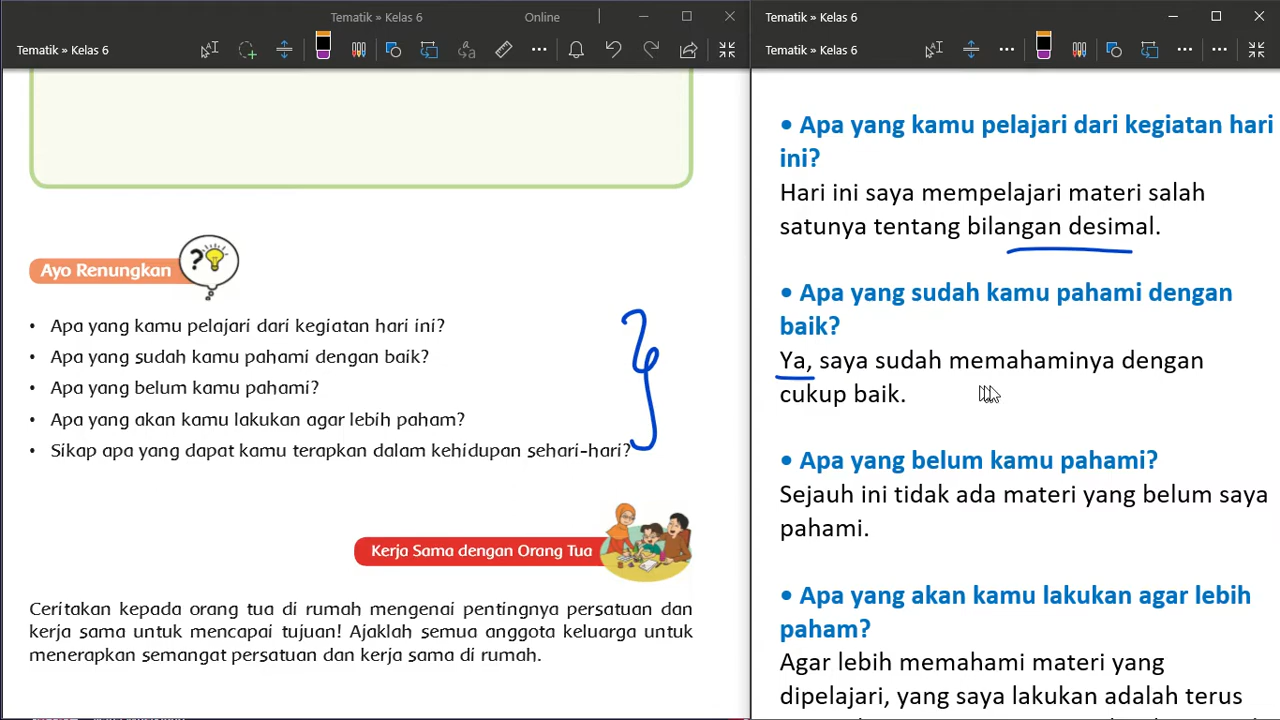 Tematik » Kelas 6
Online
Tematik » Kelas 6
Tematik » Kelas 6
Tematik » Kelas 6
Ayo Renungkan
?
• Apa yang kamu pelajari dari kegiatan hari ini?
• Apa yang sudah kamu pahami dengan baik?
• Apa yang belum kamu pahami?
• Apa yang akan kamu lakukan agar lebih paham?
• Sikap apa yang dapat kamu terapkan dalam kehidupan sehari-hari?
Kerja Sama dengan Orang Tua
Ceritakan kepada orang tua di rumah mengenai pentingnya persatuan dan
kerja sama untuk mencapai tujuan! Ajaklah semua anggota keluarga untuk
menerapkan semangat persatuan dan kerja sama di rumah.
• Apa yang kamu pelajari dari kegiatan hari
ini?
Hari ini saya mempelajari materi salah
satunya tentang bilangan desimal.
• Apa yang sudah kamu pahami dengan
baik?
Ya, saya sudah memahaminya dengan
cukup baik.
• Apa yang belum kamu pahami?
Sejauh ini tidak ada materi yang belum saya
pahami.
• Apa yang akan kamu lakukan agar lebih
paham?
Agar lebih memahami materi yang
dipelajari, yang saya lakukan adalah terus